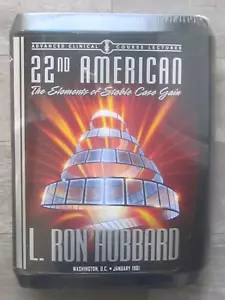 ADVANCED CLINICAL COURSE LECTURES
22ND AMERICAN
The Elements of Stable Case Gain
L. RON HUBBARD
WASHINGTON, D.C. • JANUARY 1961